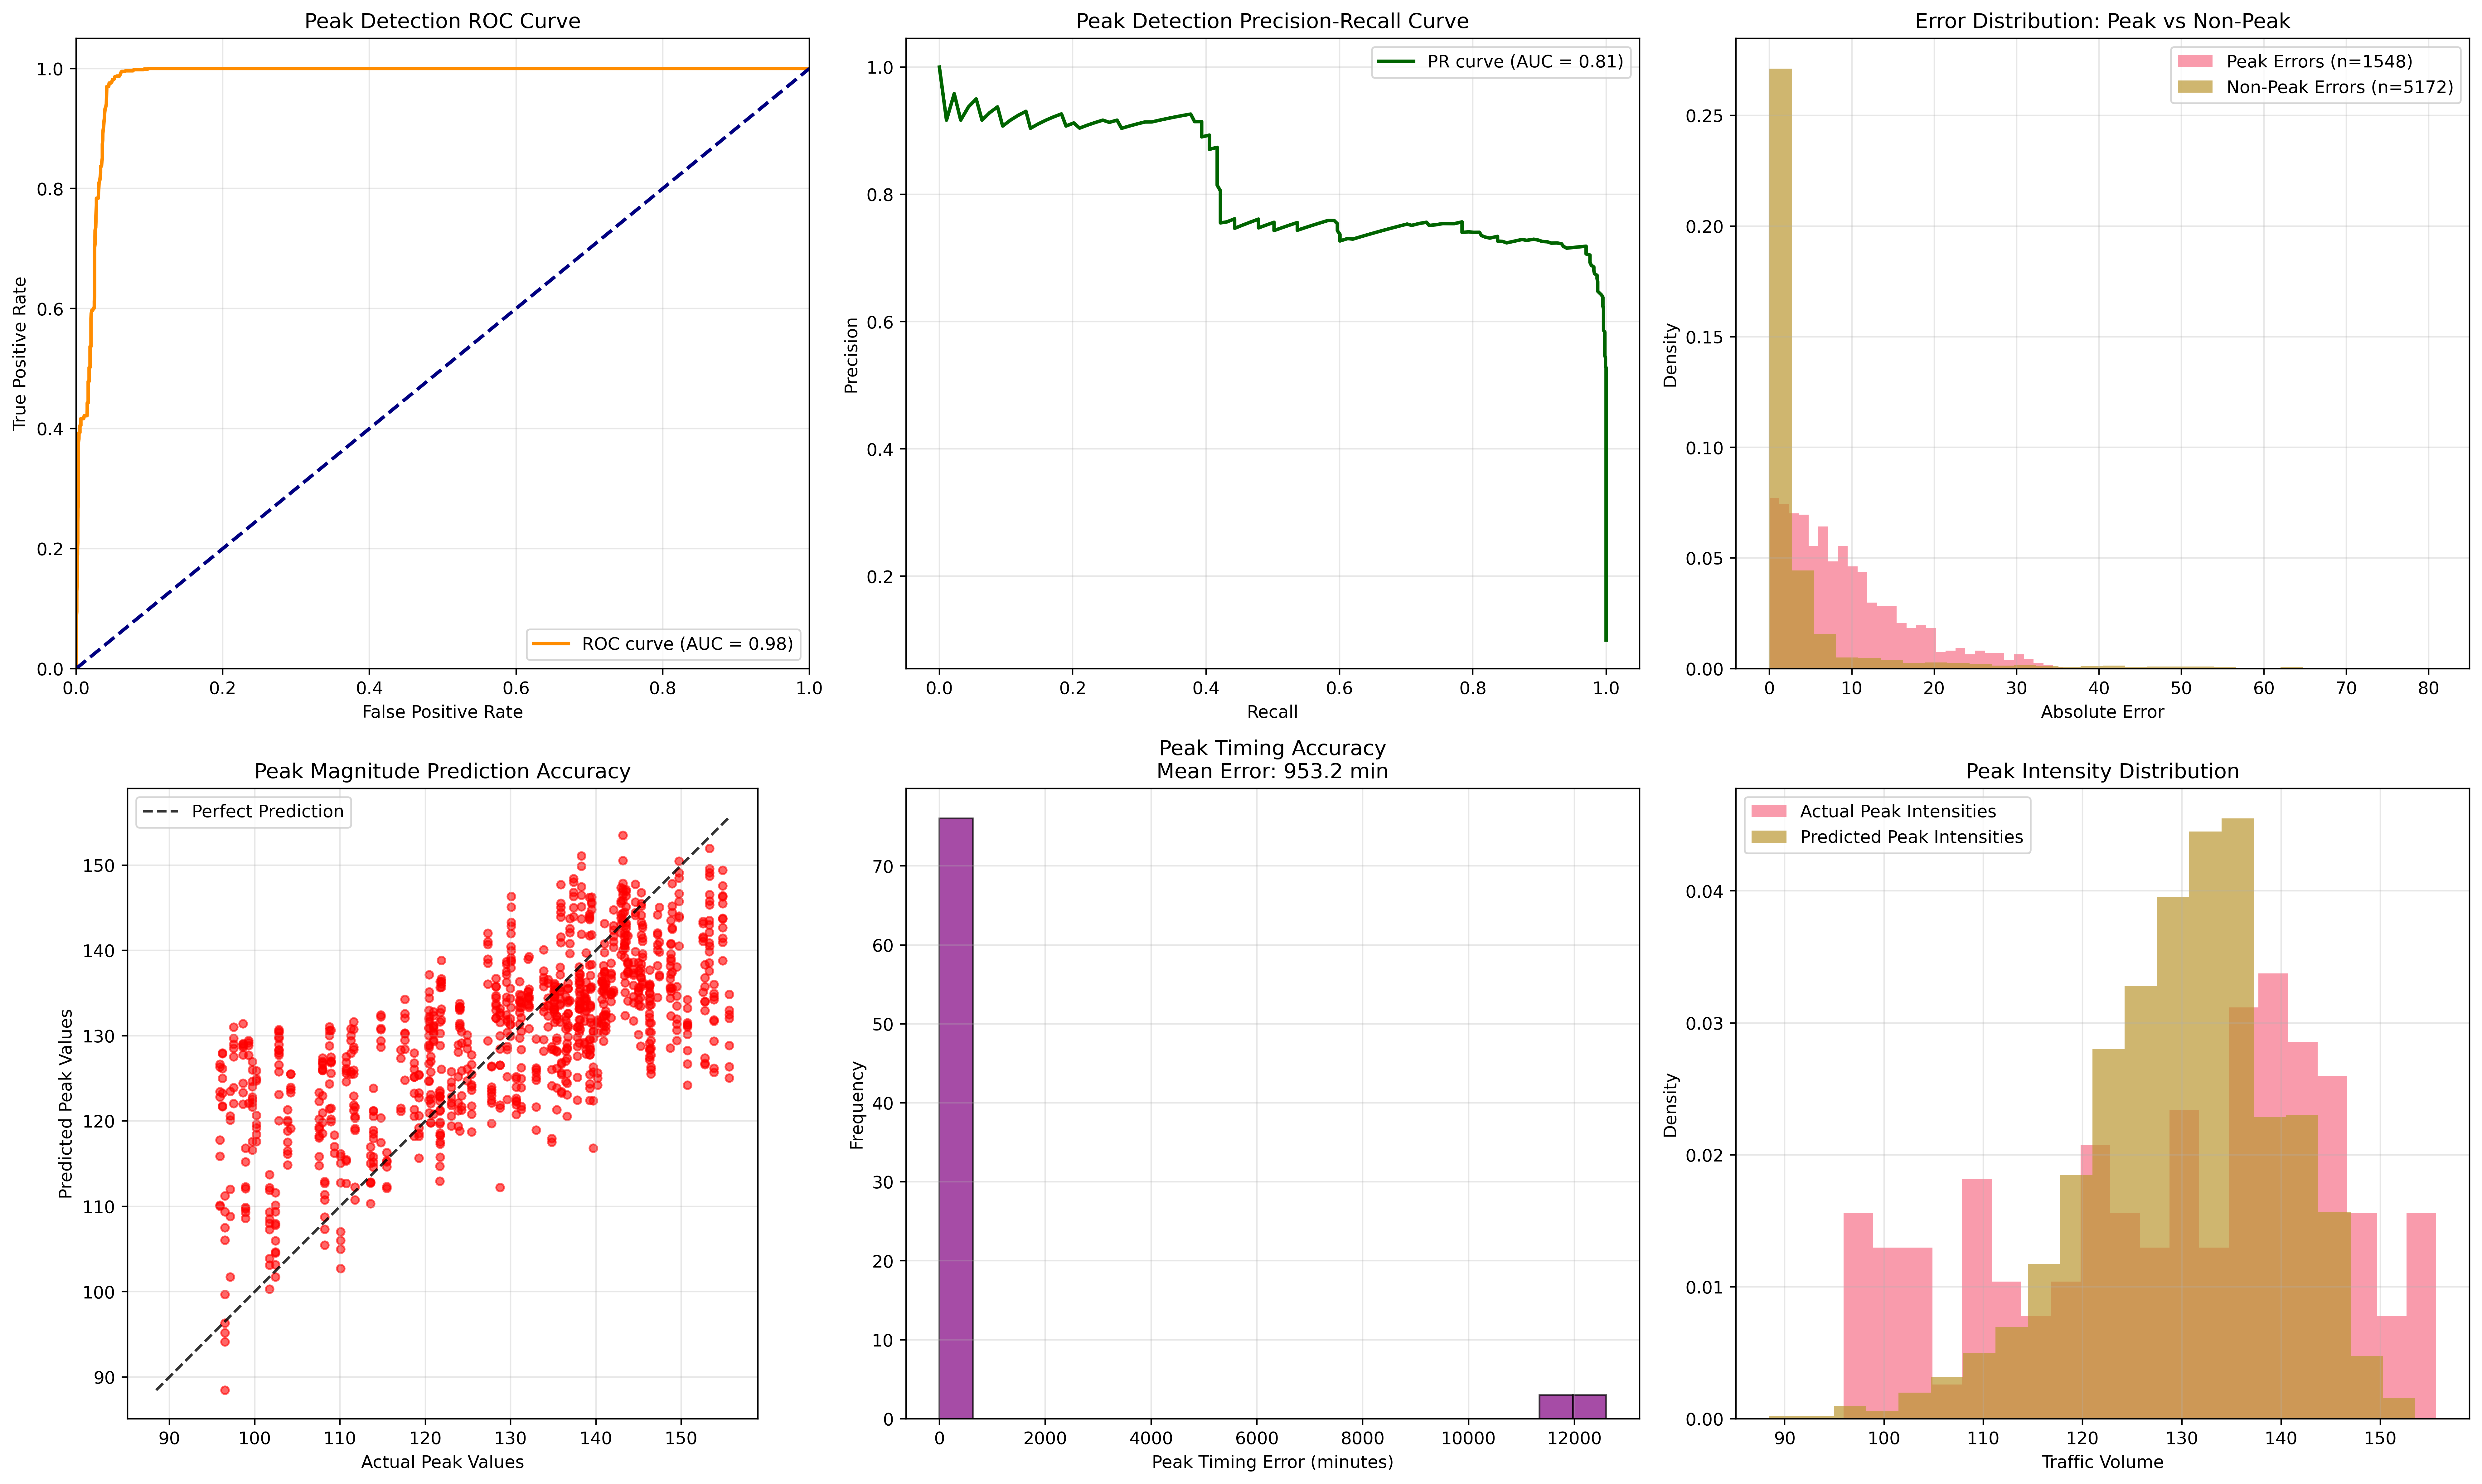 Peak Detection ROC Curve
True Positive Rate
1.0
0.8
0.6
0.4
0.2
0.0
0.0 0.2 0.4 0.6 0.8 1.0
False Positive Rate
ROC curve (AUC = 0.98)
Peak Detection Precision-Recall Curve
Precision
1.0
0.8
0.6
0.4
0.2
0.0 0.2 0.4 0.6 0.8 1.0
Recall
PR curve (AUC = 0.81)
Error Distribution: Peak vs Non-Peak
Density
0.25
0.20
0.15
0.10
0.05
0.00
0 10 20 30 40 50 60 70 80
Absolute Error
Peak Errors (n=1548)
Non-Peak Errors (n=5172)
Peak Magnitude Prediction Accuracy
Predicted Peak Values
150
140
130
120
110
100
90
90 100 110 120 130 140 150
Actual Peak Values
Perfect Prediction
Peak Timing Accuracy
Mean Error: 953.2 min
Frequency
70
60
50
40
30
20
10
0
0 2000 4000 6000 8000 10000 12000
Peak Timing Error (minutes)
Peak Intensity Distribution
Density
0.04
0.03
0.02
0.01
0.00
90 100 110 120 130 140 150
Traffic Volume
Actual Peak Intensities
Predicted Peak Intensities